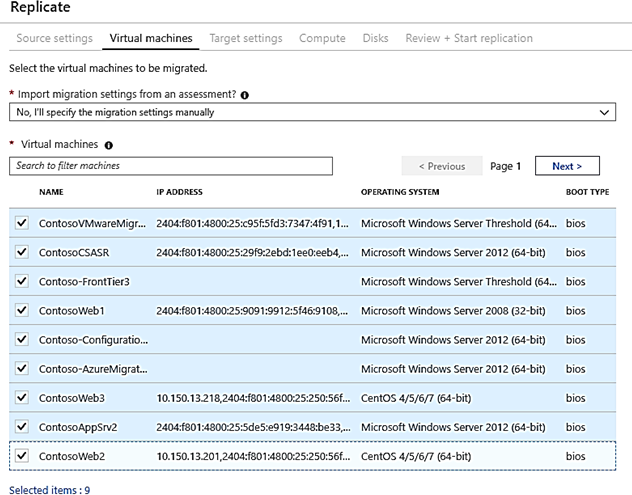 Replicate
Source settings Virtual machines Target settings Compute Disks Review + Start replication
Select the virtual machines to be migrated.
* Import migration settings from an assessment?
No, I'll specify the migration settings manually
* Virtual machines
Search to filter machines < Previous Page 1 Next >
NAME IP ADDRESS OPERATING SYSTEM BOOT TYPE
ContosoVMwareMigr... 2404:f801:4800:25:c95f:5fd3:7347:4f91,1... Microsoft Windows Server Threshold (64... bios
ContosoCSASR 2404:f801:4800:25:29f9:2ebd:1ee0:eeb4,... Microsoft Windows Server 2012 (64-bit) bios
Contoso-FrontTier3 Microsoft Windows Server Threshold (64... bios
ContosoWeb1 2404:f801:4800:25:9091:9912:5f46:9108,... Microsoft Windows Server 2008 (32-bit) bios
Contoso-Configuratio... Microsoft Windows Server 2012 (64-bit) bios
Contoso-AzureMigrat... Microsoft Windows Server 2012 (64-bit) bios
ContosoWeb3 10.150.13.218,2404:f801:4800:25:250:56f... CentOS 4/5/6/7 (64-bit) bios
ContosoAppSrv2 2404:f801:4800:25:5de5:e919:3448:be33,... Microsoft Windows Server 2012 (64-bit) bios
ContosoWeb2 10.150.13.201,2404:f801:4800:25:250:56f... CentOS 4/5/6/7 (64-bit) bios
Selected items : 9